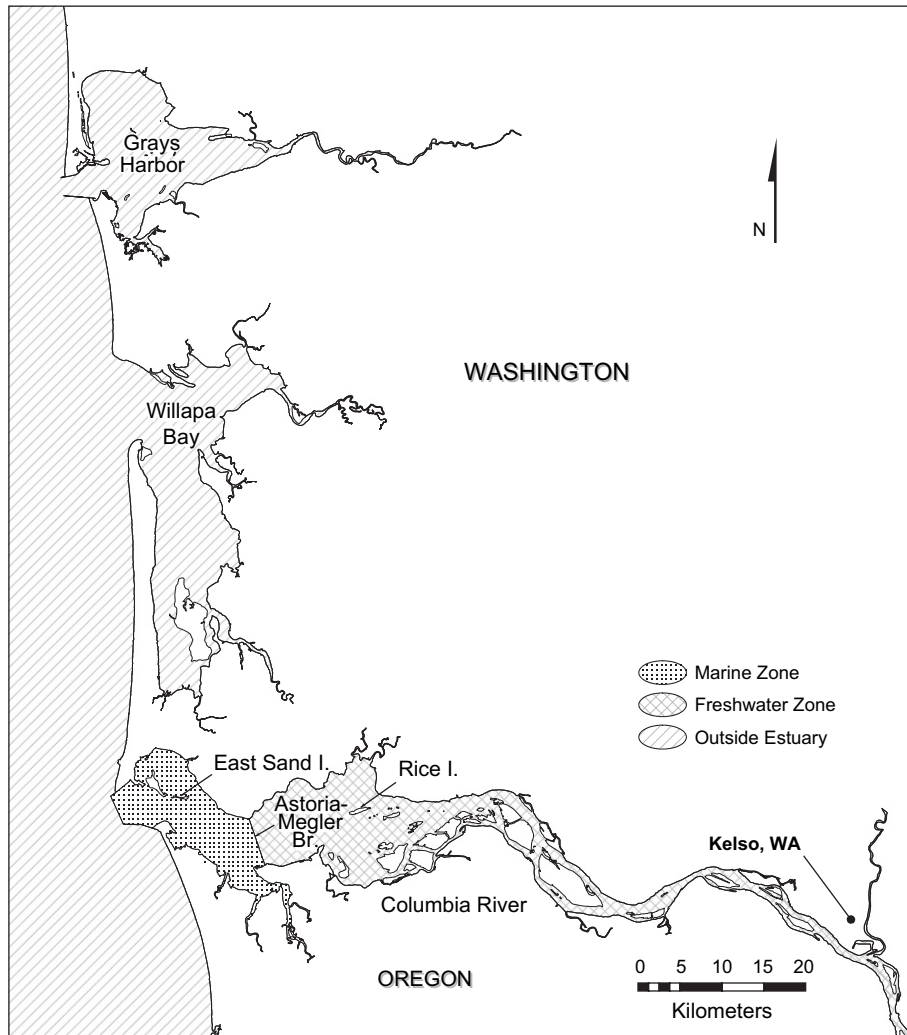 Grays
Harbor
N
WASHINGTON
Willapa
Bay
Marine Zone
Freshwater Zone
Outside Estuary
East Sand I.
Rice I.
Astoria-
Megler
Br.
Kelso, WA
Columbia River
OREGON
0 5 10 15 20
Kilometers